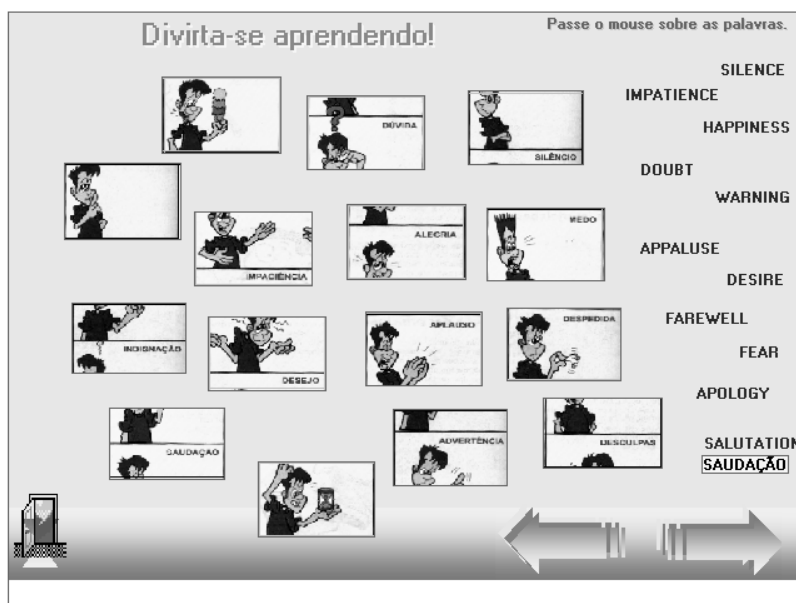 Divirta-se aprendendo!
Passe o mouse sobre as palavras.
SILENCE
IMPATIENCE
HAPPINESS
DOUBT
WARNING
APPALUSE
DESIRE
FAREWELL
FEAR
APOLOGY
SALUTATION
SAUDAÇÃO
DÚVIDA
SILÊNCIO
IMPACIÊNCIA
ALEGRIA
MEDO
INDIGNAÇÃO
DESEJO
APLAUSO
DESPEDIDA
SAUDAÇÃO
ADVERTÊNCIA
DESCULPAS